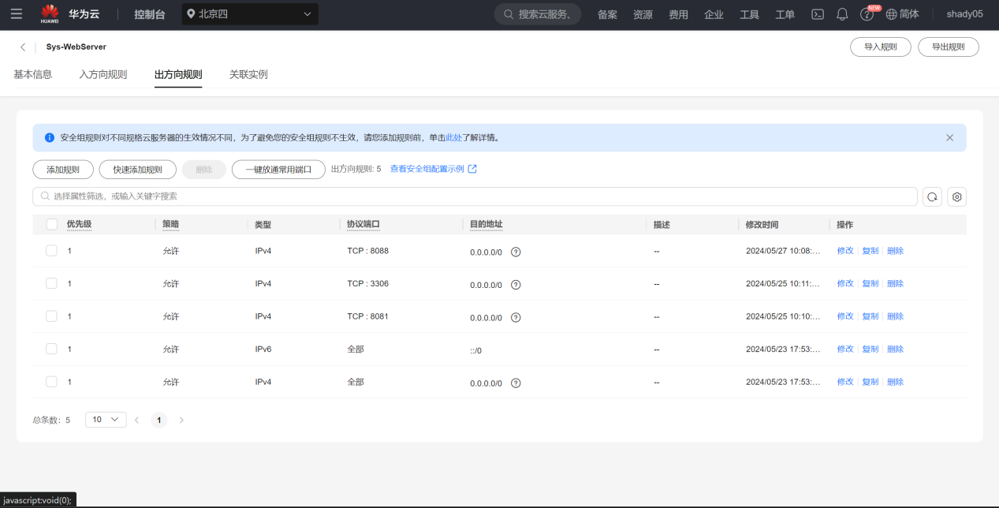 HUAWEI 华为云 控制台 北京四 搜索云服务、 备案 资源 费用 企业 工具 工单 NEW 简体 shady05
Sys-WebServer 导入规则 导出规则
基本信息 入方向规则 出方向规则 关联实例
安全组规则对不同规格云服务器的生效情况不同，为了避免您的安全组规则不生效，请您添加规则前，单击此处了解详情。
添加规则 快速添加规则 删除 一键放通常用端口 出方向规则: 5 查看安全组配置示例
选择属性筛选，或输入关键字搜索
优先级 策略 类型 协议端口 目的地址 描述 修改时间 操作
1 允许 IPv4 TCP : 8088 0.0.0.0/0 -- 2024/05/27 10:08:... 修改 复制 删除
1 允许 IPv4 TCP : 3306 0.0.0.0/0 -- 2024/05/25 10:11:... 修改 复制 删除
1 允许 IPv4 TCP : 8081 0.0.0.0/0 -- 2024/05/25 10:10:... 修改 复制 删除
1 允许 IPv6 全部 ::/0 -- 2024/05/23 17:53:... 修改 复制 删除
1 允许 IPv4 全部 0.0.0.0/0 -- 2024/05/23 17:53:... 修改 复制 删除
总条数: 5 10 1
javascript:void(0);